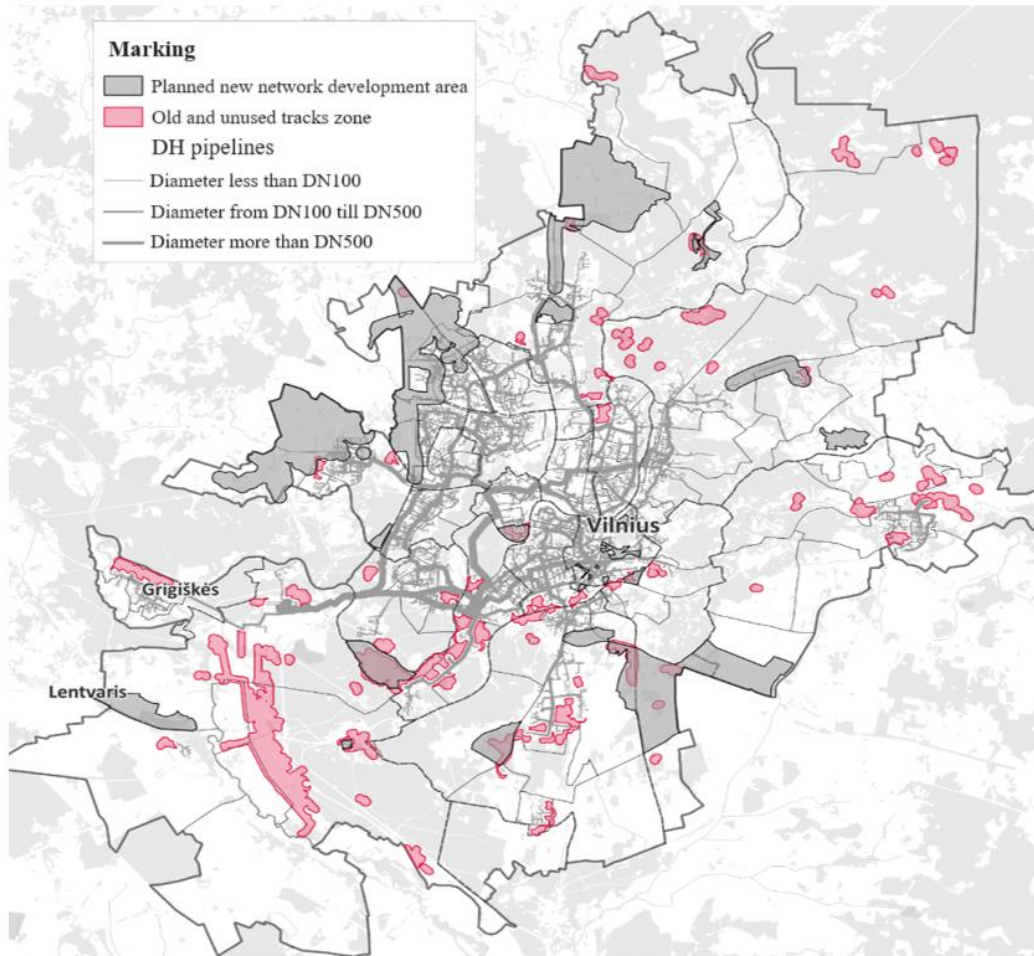 Marking
Planned new network development area
Old and unused tracks zone
DH pipelines
Diameter less than DN100
Diameter from DN100 till DN500
Diameter more than DN500
Vilnius
Grigiškės
Lentvaris